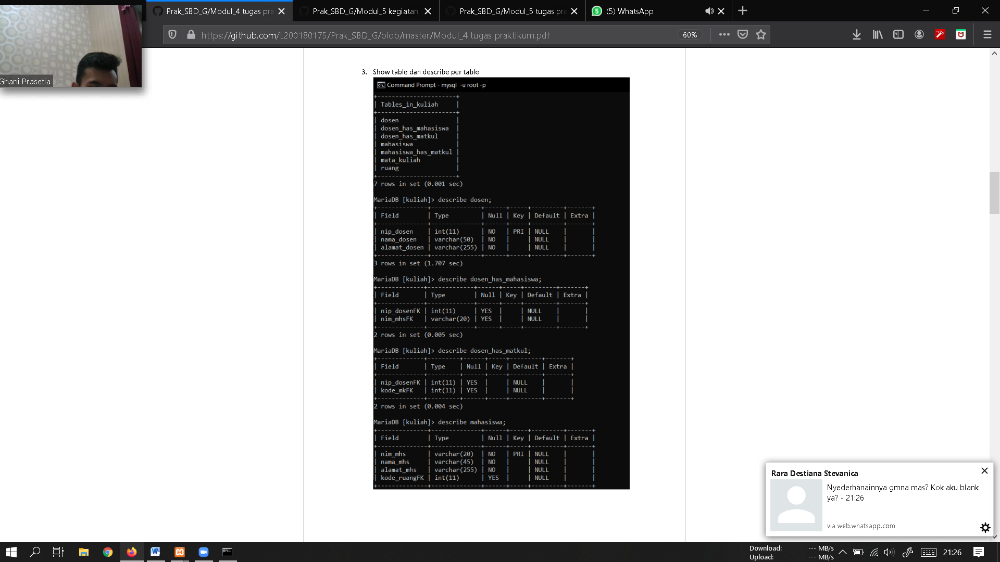 Prak_SBD_G/Modul_4 tugas pra
Prak_SBD_G/Modul_5 kegiatan
Prak_SBD_G/Modul_5 tugas pra
(5) WhatsApp
https://github.com/L200180175/Prak_SBD_G/blob/master/Modul_4 tugas praktikum.pdf
60%
Ghani Prasetia
3. Show table dan describe per table
Command Prompt - mysql -u root -p
+----------------------+
| Tables_in_kuliah |
+----------------------+
| dosen |
| dosen_has_mahasiswa |
| dosen_has_matkul |
| mahasiswa |
| mahasiswa_has_matkul |
| mata_kuliah |
| ruang |
+----------------------+
7 rows in set (0.001 sec)
MariaDB [kuliah]> describe dosen;
+--------------+--------------+------+-----+---------+-------+
| Field | Type | Null | Key | Default | Extra |
+--------------+--------------+------+-----+---------+-------+
| nip_dosen | int(11) | NO | PRI | NULL | |
| nama_dosen | varchar(50) | NO | | NULL | |
| alamat_dosen | varchar(255) | NO | | NULL | |
+--------------+--------------+------+-----+---------+-------+
3 rows in set (1.707 sec)
MariaDB [kuliah]> describe dosen_has_mahasiswa;
+-------------+-------------+------+-----+---------+-------+
| Field | Type | Null | Key | Default | Extra |
+-------------+-------------+------+-----+---------+-------+
| nip_dosenFK | int(11) | YES | | NULL | |
| nim_mhsFK | varchar(20) | YES | | NULL | |
+-------------+-------------+------+-----+---------+-------+
2 rows in set (0.005 sec)
MariaDB [kuliah]> describe dosen_has_matkul;
+-------------+---------+------+-----+---------+-------+
| Field | Type | Null | Key | Default | Extra |
+-------------+---------+------+-----+---------+-------+
| nip_dosenFK | int(11) | YES | | NULL | |
| kode_mkFK | int(11) | YES | | NULL | |
+-------------+---------+------+-----+---------+-------+
2 rows in set (0.004 sec)
MariaDB [kuliah]> describe mahasiswa;
+--------------+--------------+------+-----+---------+-------+
| Field | Type | Null | Key | Default | Extra |
+--------------+--------------+------+-----+---------+-------+
| nim_mhs | varchar(20) | NO | PRI | NULL | |
| nama_mhs | varchar(45) | NO | | NULL | |
| alamat_mhs | varchar(255) | NO | | NULL | |
| kode_ruangFK | int(11) | YES | | NULL | |
+--------------+--------------+------+-----+---------+-------+
Rara Destiana Stevanica
Nyederhanainnya gmna mas? Kok aku blank
ya? - 21:26
via web.whatsapp.com
Download: --- MB/s
Upload: --- MB/s
21:26